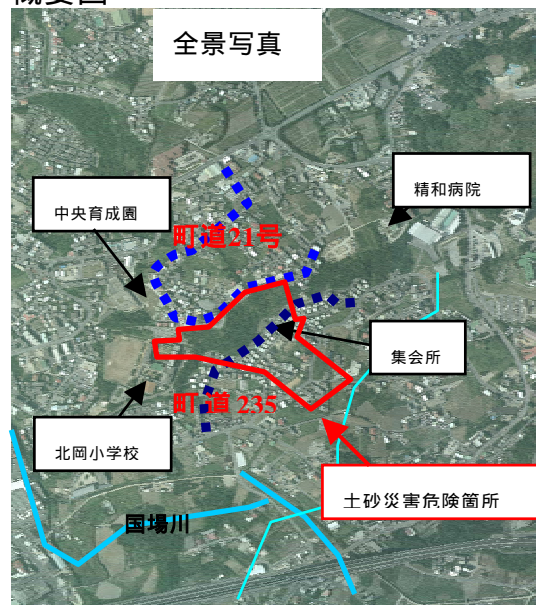 概要図
全景写真
精和病院
中央育成園
町道21号
集会所
町道235
北岡小学校
土砂災害危険箇所
国場川